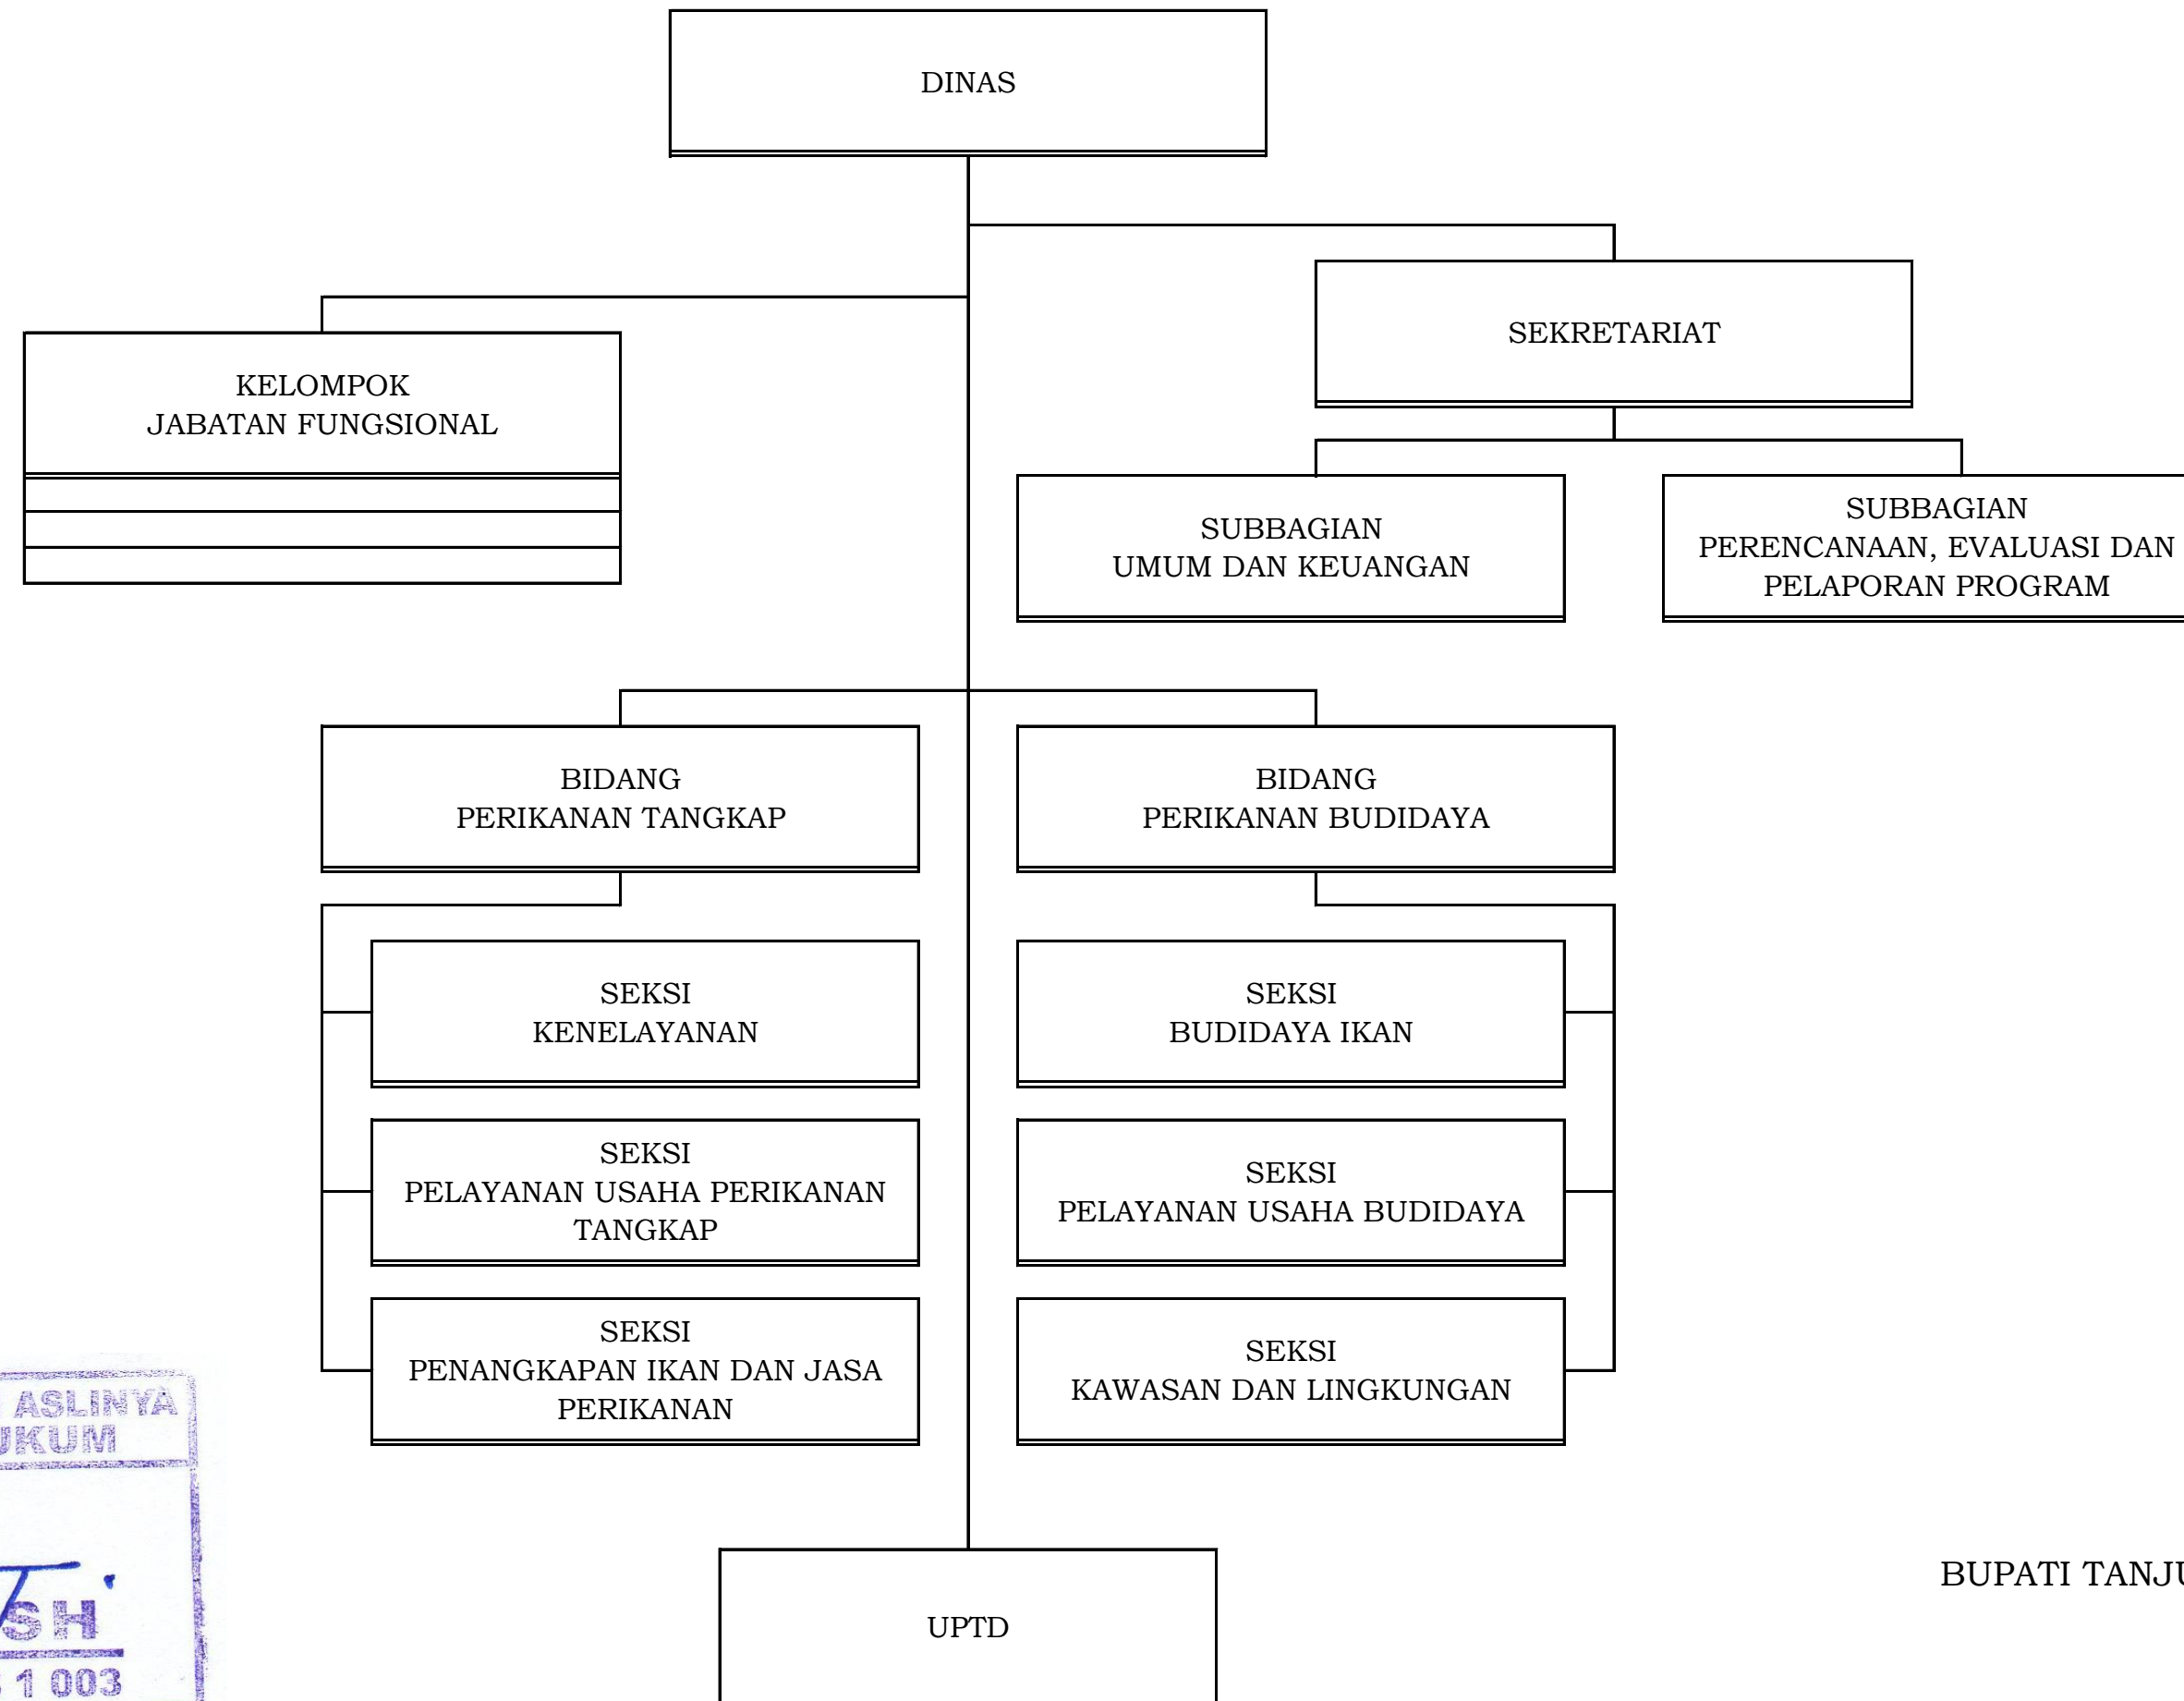 DINAS
SEKRETARIAT
KELOMPOK
JABATAN FUNGSIONAL
SUBBAGIAN
UMUM DAN KEUANGAN
SUBBAGIAN
PERENCANAAN, EVALUASI DAN
PELAPORAN PROGRAM
BIDANG
PERIKANAN TANGKAP
BIDANG
PERIKANAN BUDIDAYA
SEKSI
KENELAYANAN
SEKSI
PELAYANAN USAHA PERIKANAN
TANGKAP
SEKSI
PENANGKAPAN IKAN DAN JASA
PERIKANAN
SEKSI
BUDIDAYA IKAN
SEKSI
PELAYANAN USAHA BUDIDAYA
SEKSI
KAWASAN DAN LINGKUNGAN
UPTD
ASLINYA
UKUM
SH
1 003
BUPATI